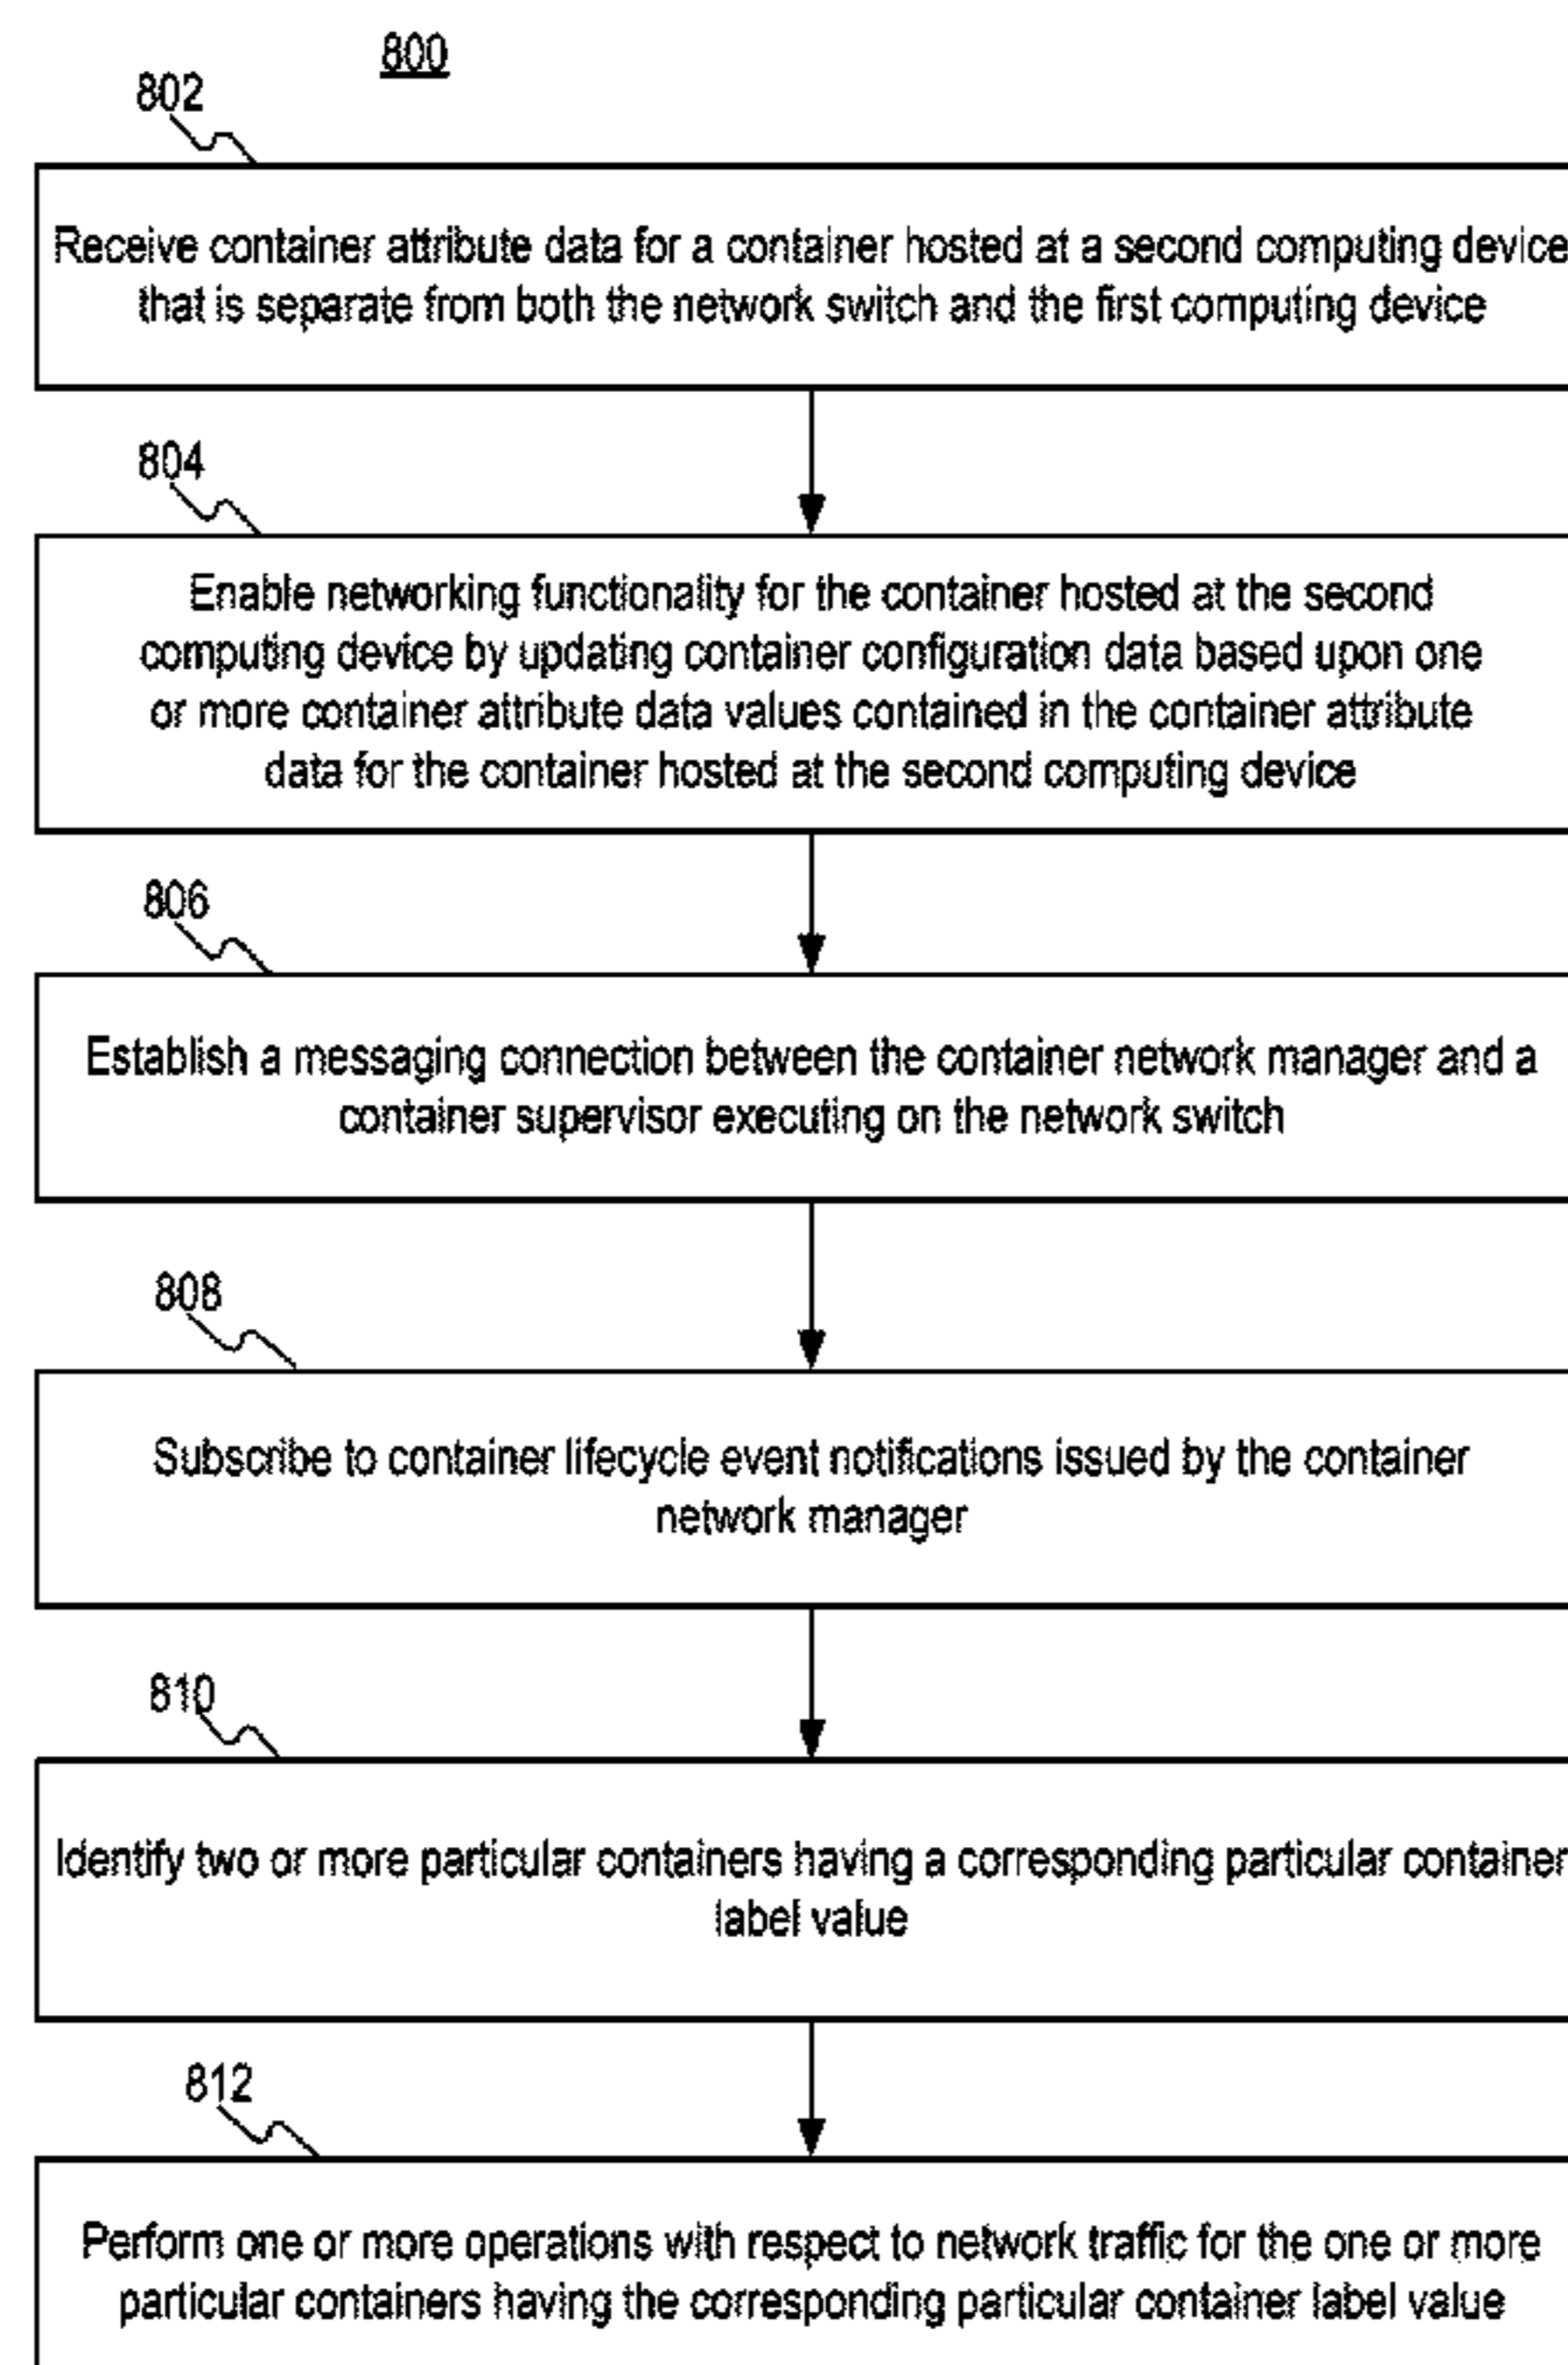 800
802
Receive container attribute data for a container hosted at a second computing device
that is separate from both the network switch and the first computing device
804
Enable networking functionality for the container hosted at the second
computing device by updating container configuration data based upon one
or more container attribute data values contained in the container attribute
data for the container hosted at the second computing device
806
Establish a messaging connection between the container network manager and a
container supervisor executing on the network switch
808
Subscribe to container lifecycle event notifications issued by the container
network manager
810
Identify two or more particular containers having a corresponding particular container
label value
812
Perform one or more operations with respect to network traffic for the one or more
particular containers having the corresponding particular container label value